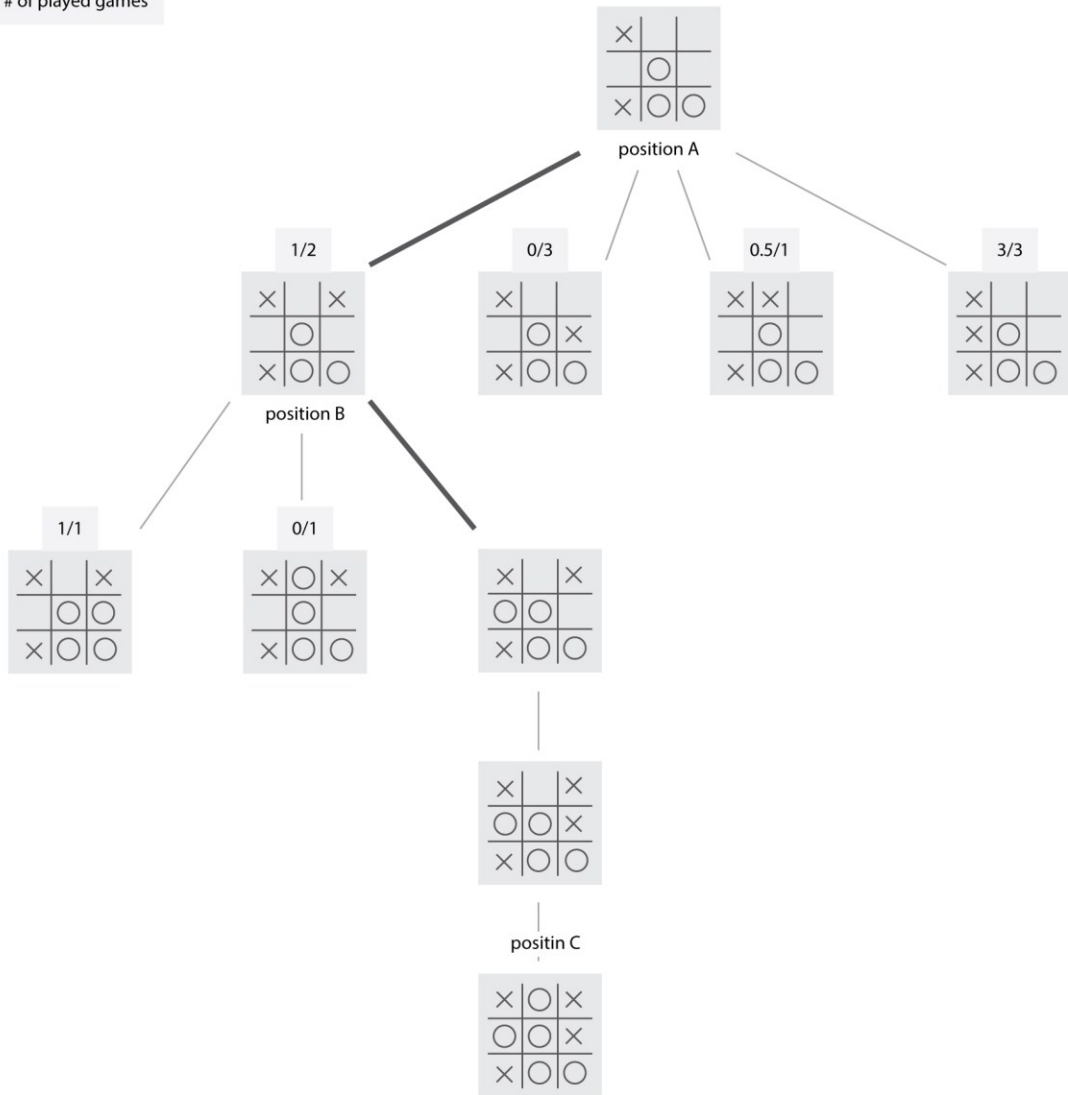 # of played games
position A
1/2
0/3
0.5/1
3/3
position B
1/1
0/1
positin C